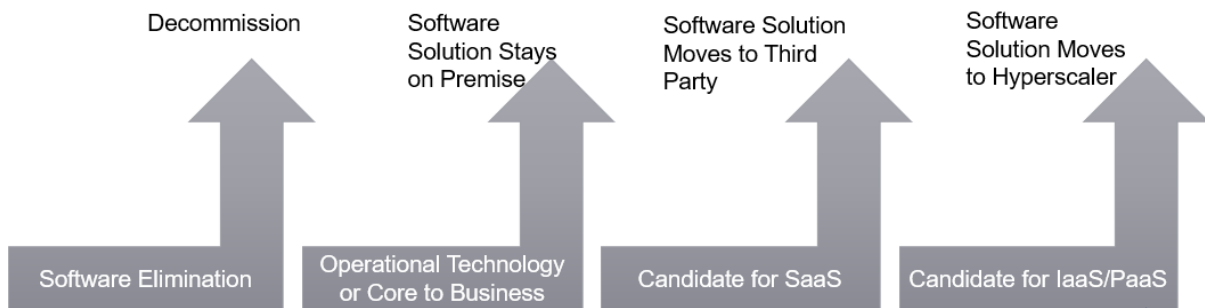 Decommission
Software
Solution Stays
on Premise
Software Solution
Moves to Third
Party
Software
Solution Moves
to Hyperscaler
Software Elimination
Operational Technology
or Core to Business
Candidate for SaaS
Candidate for IaaS/PaaS